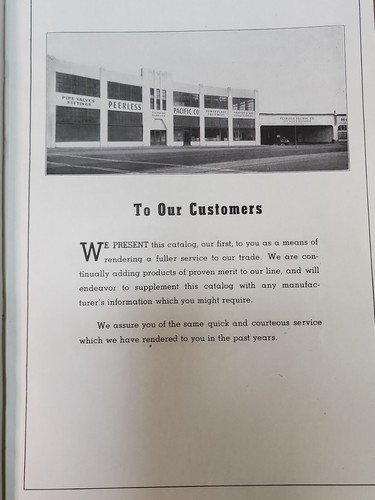 PIPE VALVES
FITTINGS
PEERLESS
PACIFIC CO
PEERLESS PACIFIC CO.
To Our Customers
WE PRESENT this catalog, our first, to you as a means of
rendering a fuller service to our trade. We are con-
tinually adding products of proven merit to our line, and will
endeavor to supplement this catalog with any manufac-
turer's information which you might require.
We assure you of the same quick and courteous service
which we have rendered to you in the past years.